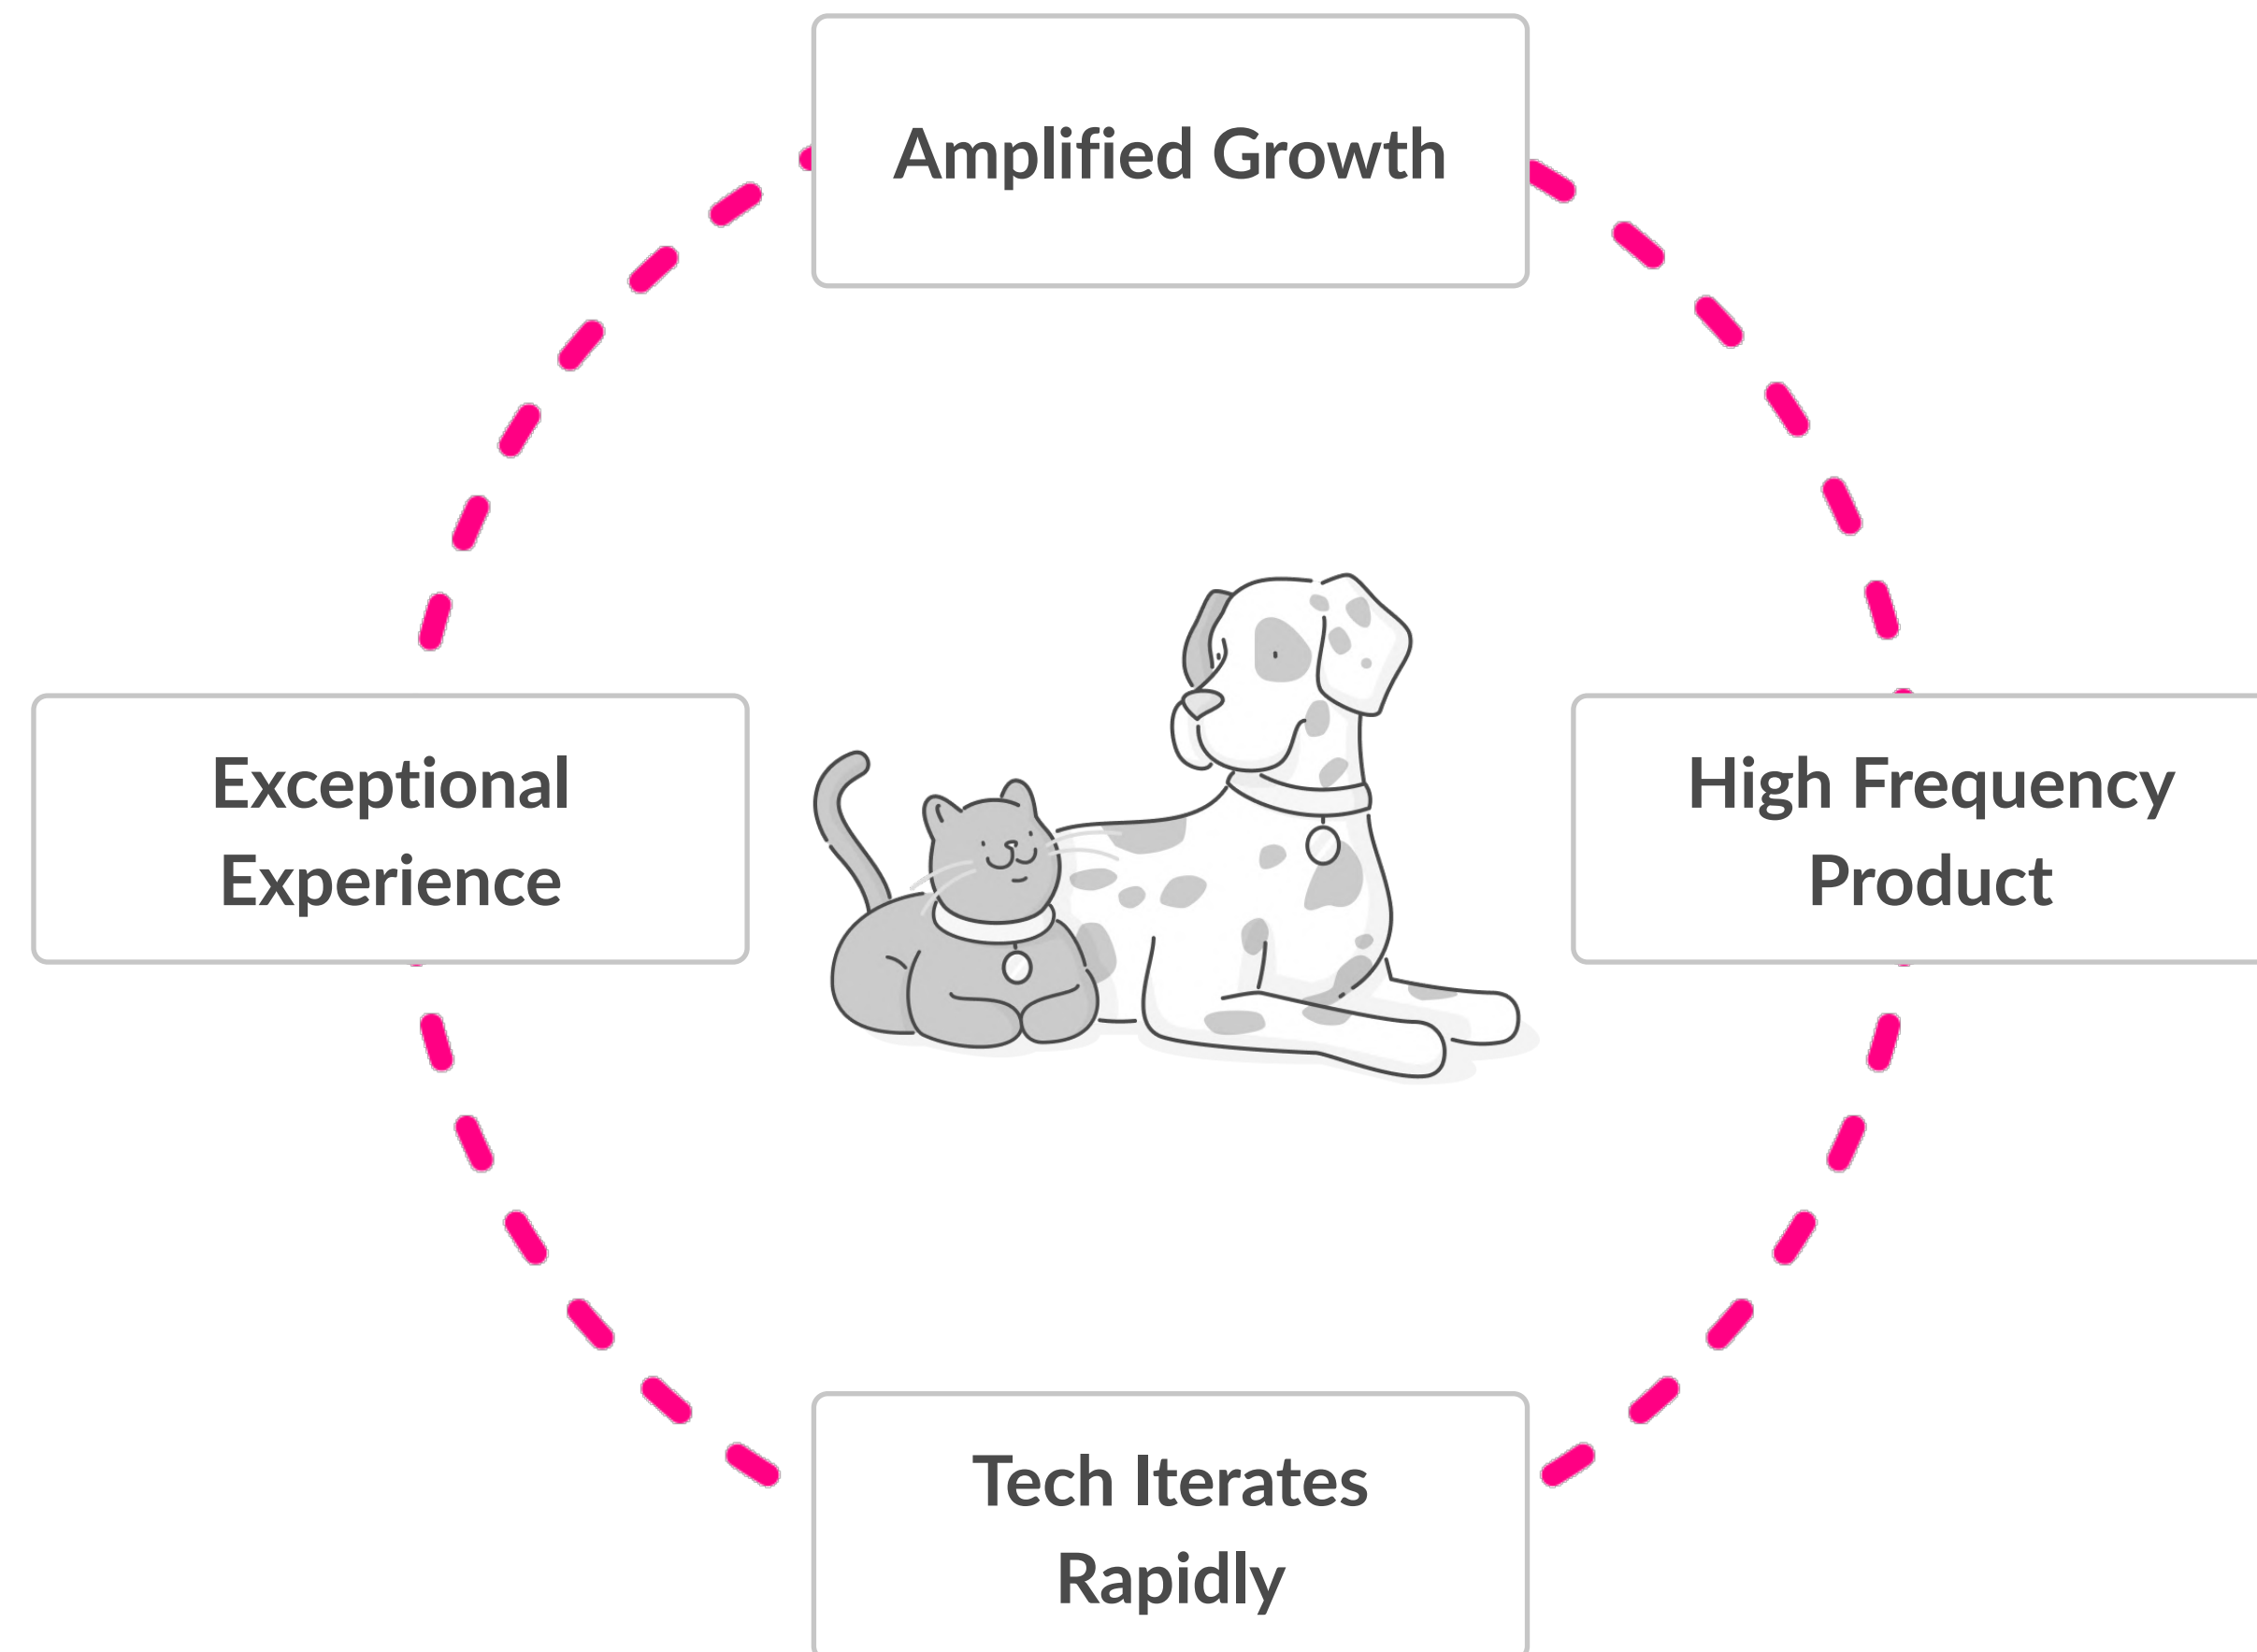 Amplified Growth
Exceptional
Experience
High Frequency
Product
Tech Iterates
Rapidly